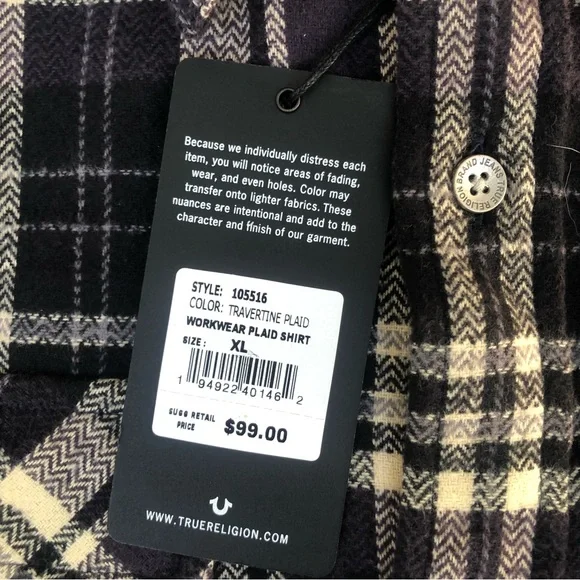 Because we individually distress each
item, you will notice areas of fading,
wear, and even holes. Color may
transfer onto lighter fabrics. These
nuances are intentional and add to the
character and ffnish of our garment.
STYLE: 105516
COLOR: TRAVERTINE PLAID
WORKWEAR PLAID SHIRT
SIZE: XL
1 94922 40146 2
SUGG RETAIL
PRICE $99.00
WWW.TRUERELIGION.COM
TRUE RELIGION BRAND JEANS